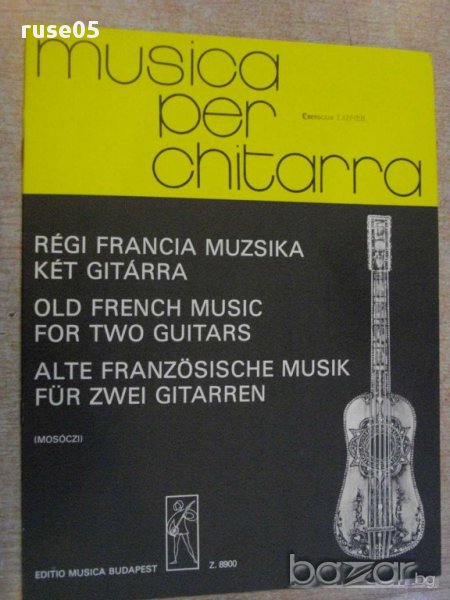 ruse05
musica
per
chitarra
RÉGI FRANCIA MUZSIKA
KÉT GITÁRRA
OLD FRENCH MUSIC
FOR TWO GUITARS
ALTE FRANZÖSISCHE MUSIK
FÜR ZWEI GITARREN
(MOSÓCZI)
EDITIO MUSICA BUDAPEST
Z. 8900
bazar.bg